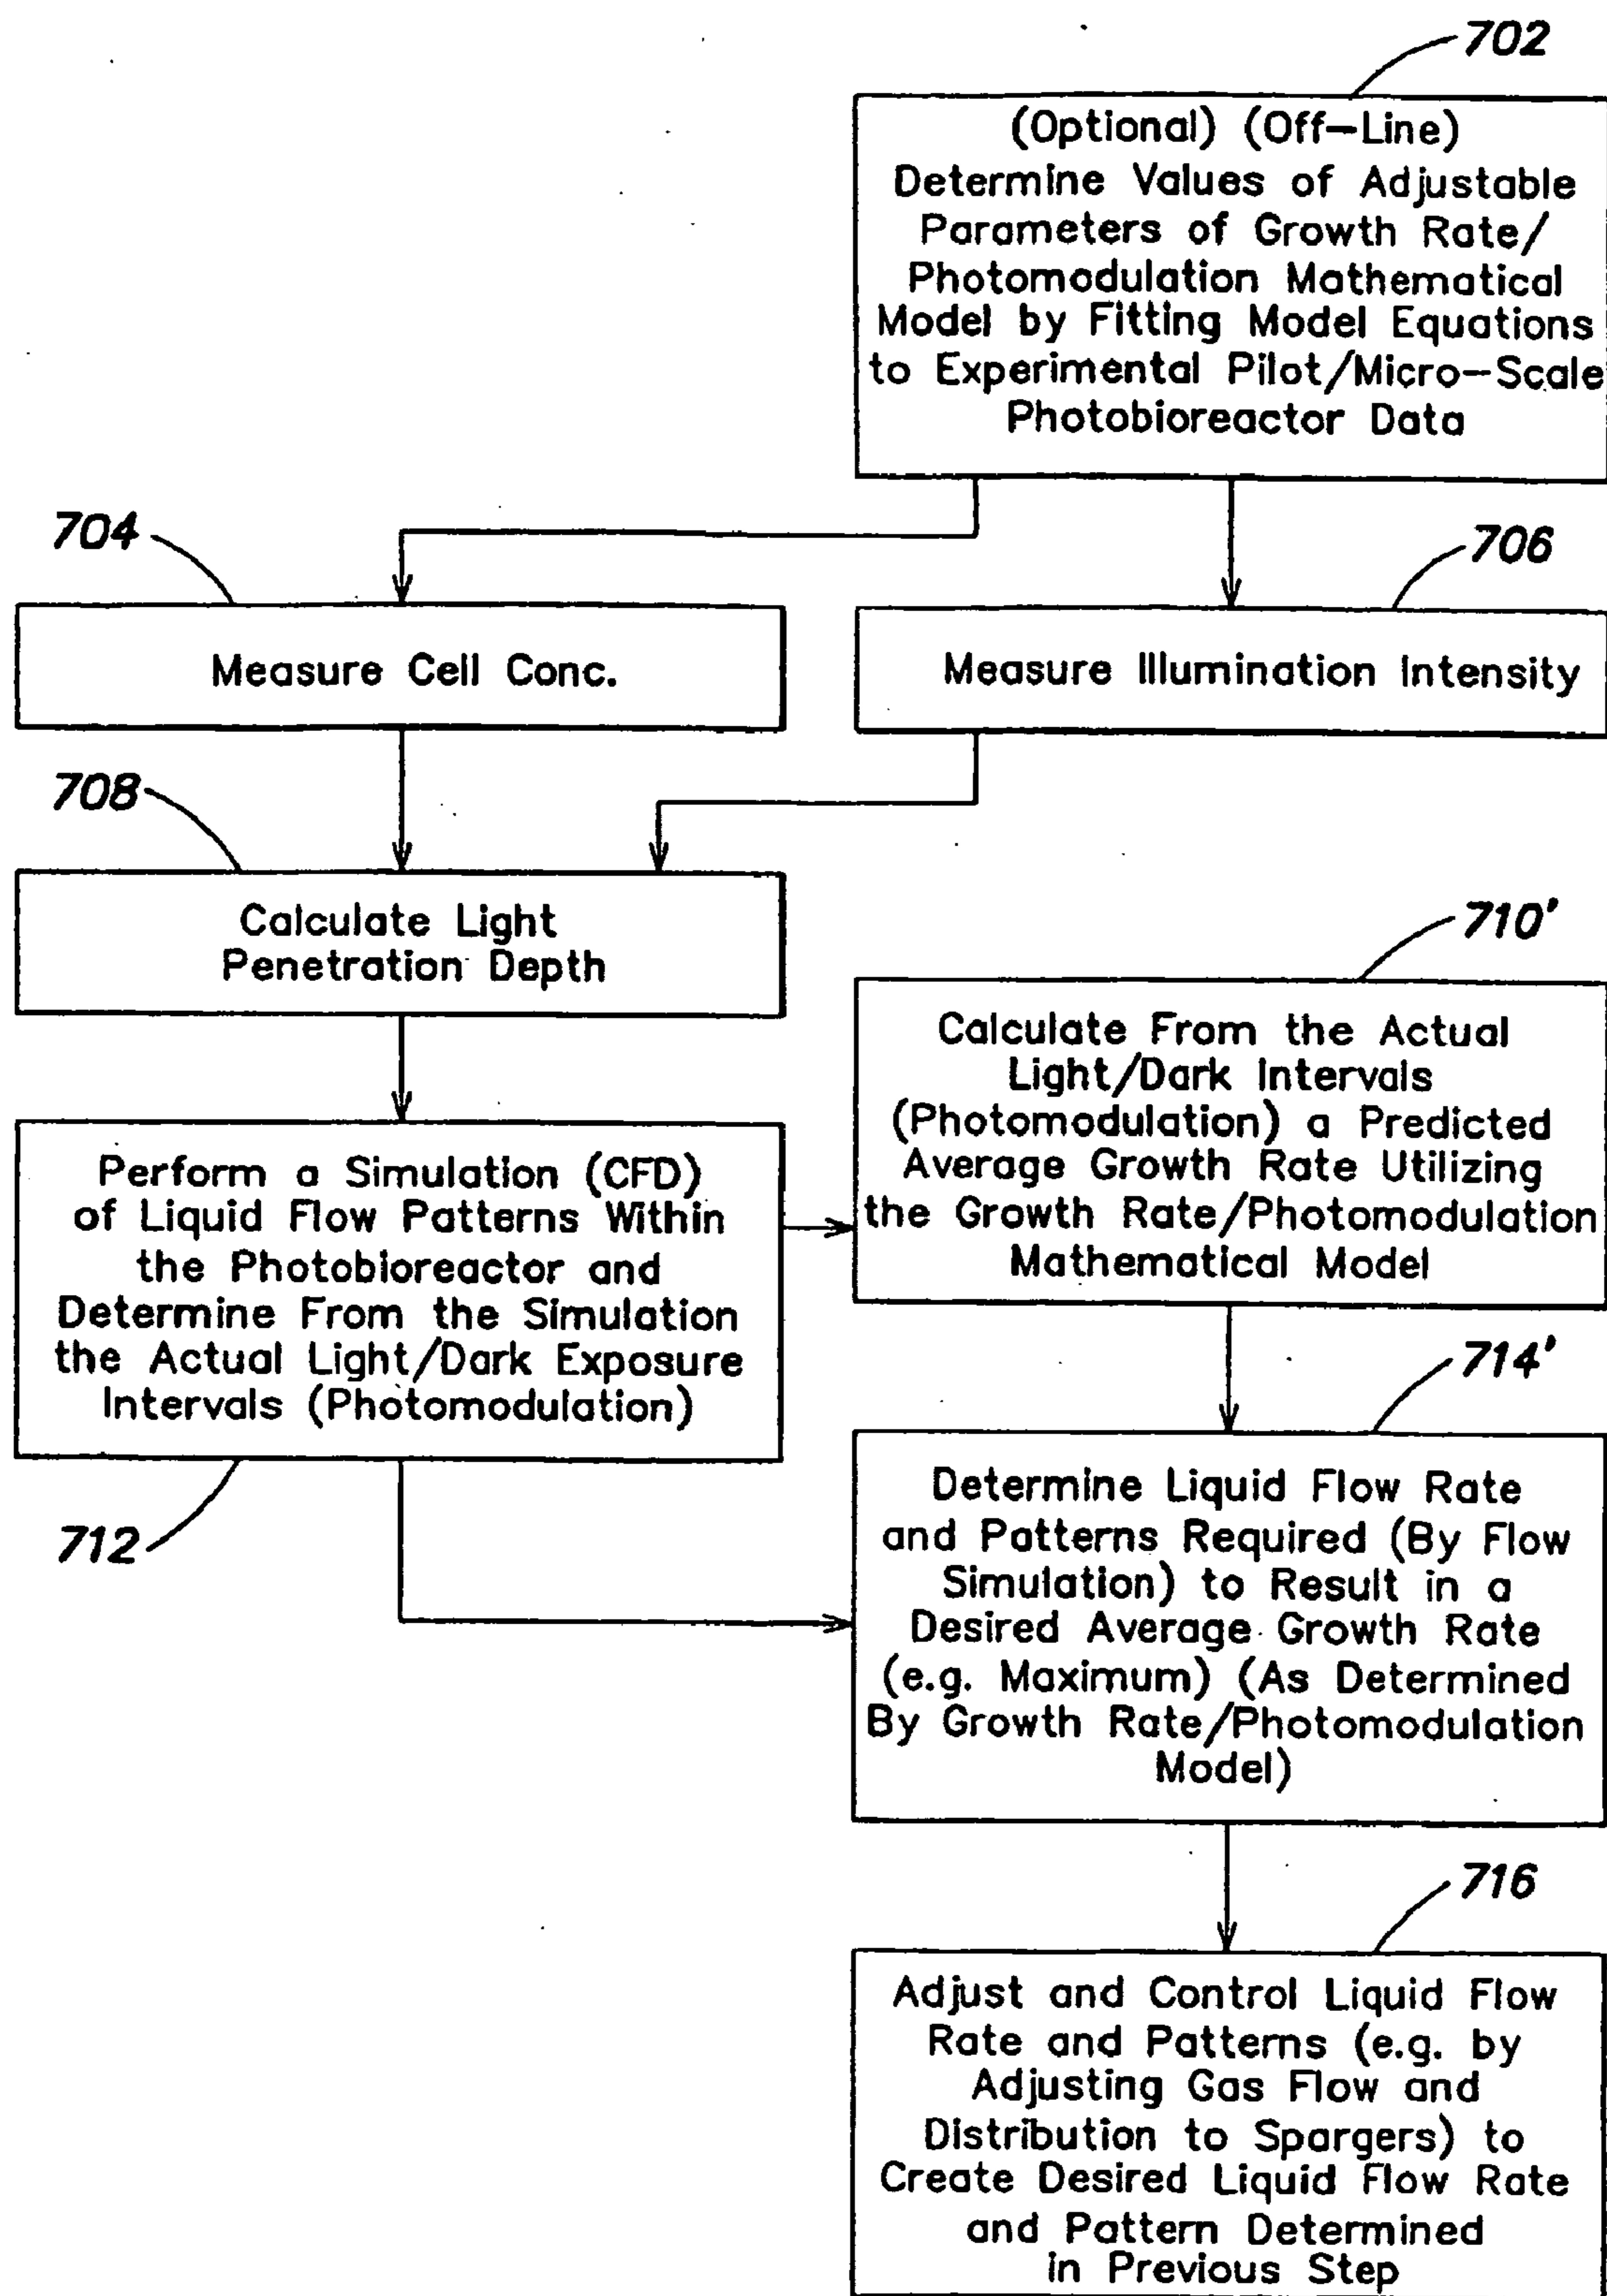 702
(Optional) (Off-Line)
Determine Values of Adjustable
Parameters of Growth Rate/
Photomodulation Mathematical
Model by Fitting Model Equations
to Experimental Pilot/Micro-Scale
Photobioreactor Data
704
706
Measure Cell Conc.
Measure Illumination Intensity
708
Calculate Light
Penetration Depth
710'
Calculate From the Actual
Light/Dark Intervals
(Photomodulation) a Predicted
Average Growth Rate Utilizing
the Growth Rate/Photomodulation
Mathematical Model
Perform a Simulation (CFD)
of Liquid Flow Patterns Within
the Photobioreactor and
Determine From the Simulation
the Actual Light/Dark Exposure
Intervals (Photomodulation)
712
714'
Determine Liquid Flow Rate
and Patterns Required (By Flow
Simulation) to Result in a
Desired Average Growth Rate
(e.g. Maximum) (As Determined
By Growth Rate/Photomodulation
Model)
716
Adjust and Control Liquid Flow
Rate and Patterns (e.g. by
Adjusting Gas Flow and
Distribution to Spargers) to
Create Desired Liquid Flow Rate
and Pattern Determined
in Previous Step